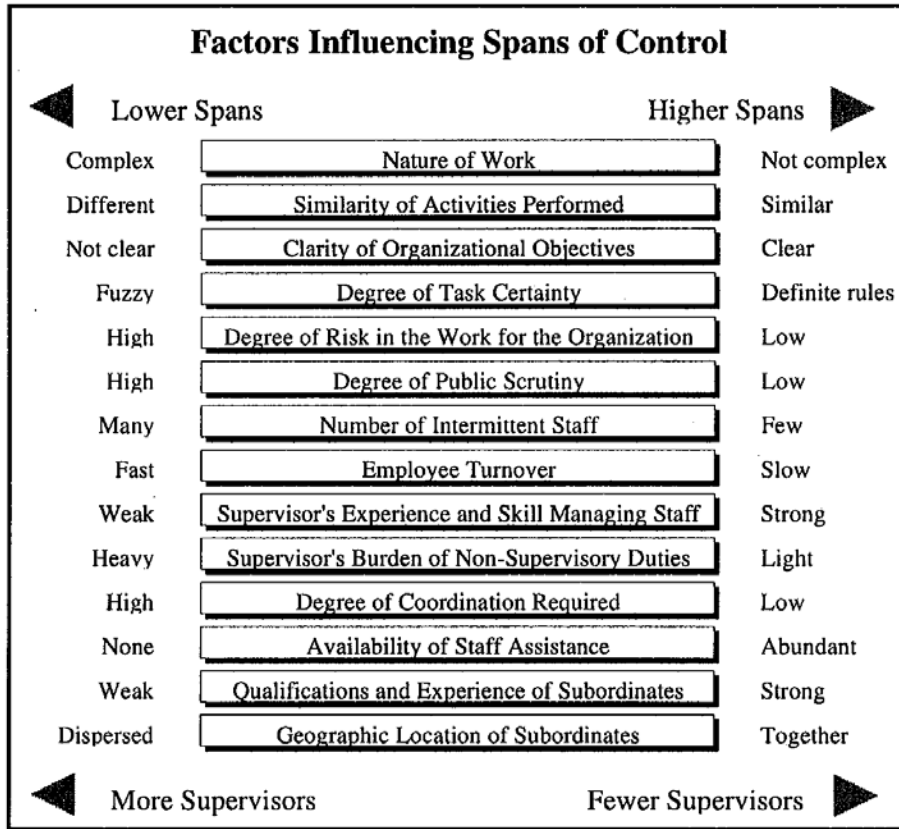 Factors Influencing Spans of Control
Lower Spans Higher Spans
Complex Nature of Work Not complex
Different Similarity of Activities Performed Similar
Not clear Clarity of Organizational Objectives Clear
Fuzzy Degree of Task Certainty Definite rules
High Degree of Risk in the Work for the Organization Low
High Degree of Public Scrutiny Low
Many Number of Intermittent Staff Few
Fast Employee Turnover Slow
Weak Supervisor's Experience and Skill Managing Staff Strong
Heavy Supervisor's Burden of Non-Supervisory Duties Light
High Degree of Coordination Required Low
None Availability of Staff Assistance Abundant
Weak Qualifications and Experience of Subordinates Strong
Dispersed Geographic Location of Subordinates Together
More Supervisors Fewer Supervisors